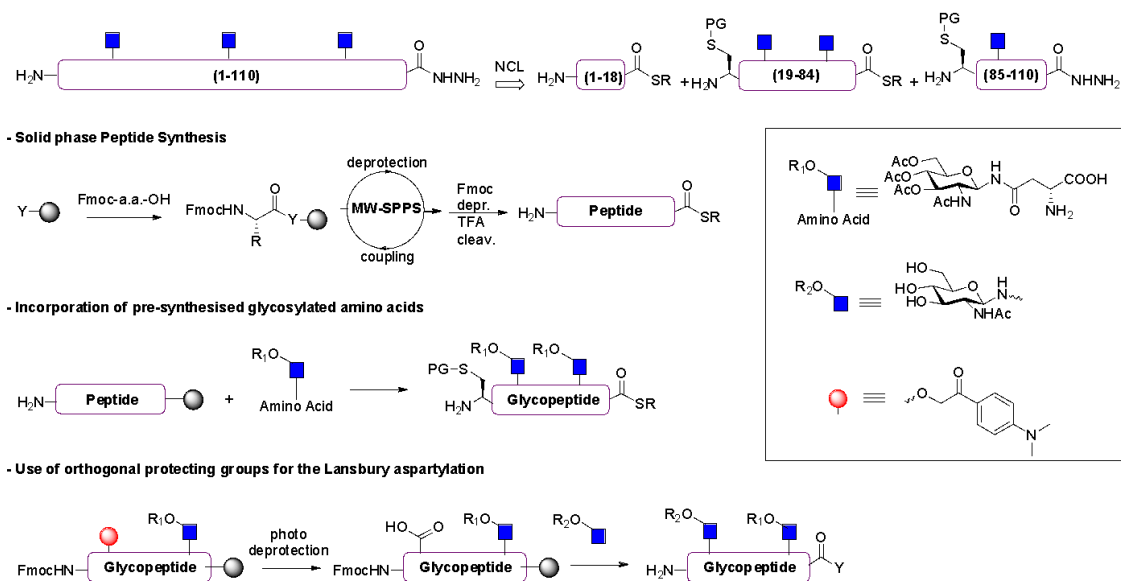 PG
S
H₂N
(1-110)
O
NHNH₂
NCL
H₂N
(1-18)
O
SR
+
H₂N
(19-84)
O
SR
+
PG
S
H₂N
(85-110)
O
NHNH₂
- Solid phase Peptide Synthesis
Y
Fmoc-a.a.-OH
FmocHN
O
Y
R
deprotection
MW-SPPS
coupling
Fmoc
depr.
TFA
cleav.
H₂N
Peptide
O
SR
R₁O
Amino Acid
AcO
AcO
AcO
AcHN
O
H
N
O
COOH
NH₂
- Incorporation of pre-synthesised glycosylated amino acids
H₂N
Peptide
+
R₁O
Amino Acid
PG-S
R₁O
R₁O
H₂N
Glycopeptide
O
SR
R₂O
HO
HO
HO
O
H
N
NHAc
O
O
N
- Use of orthogonal protecting groups for the Lansbury aspartylation
R₁O
FmocHN
Glycopeptide
photo
deprotection
HO
O
R₁O
FmocHN
Glycopeptide
R₂O
R₂O
R₁O
H₂N
Glycopeptide
O
Y